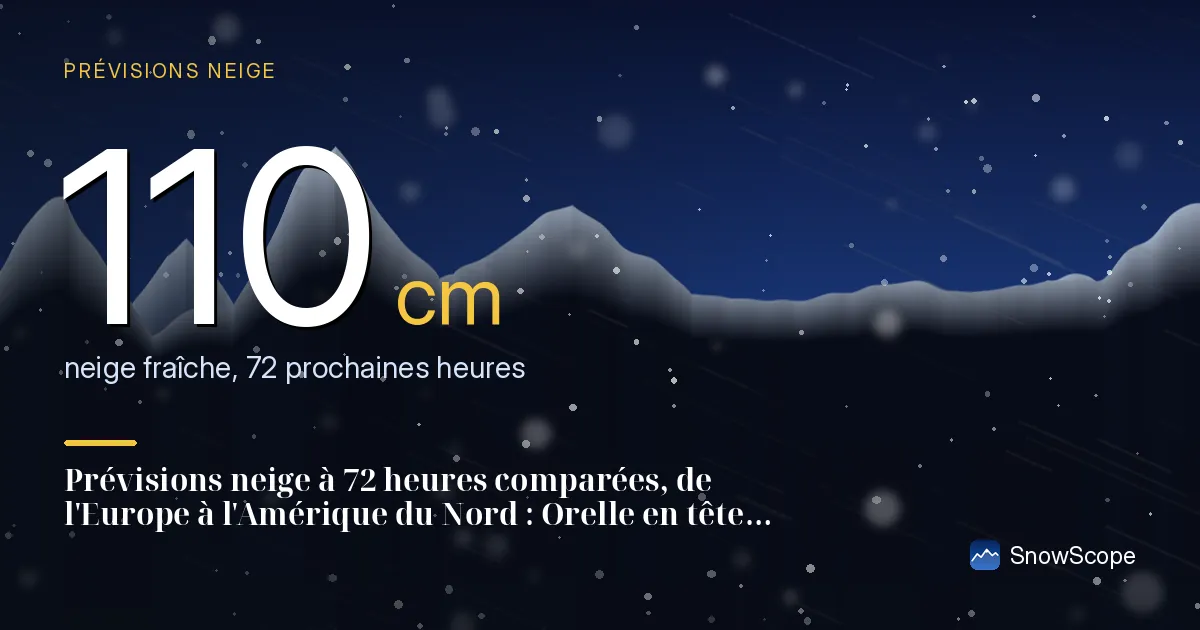 PRÉVISIONS NEIGE
110 cm
neige fraîche, 72 prochaines heures
Prévisions neige à 72 heures comparées, de
l'Europe à l'Amérique du Nord : Orelle en tête...
SnowScope